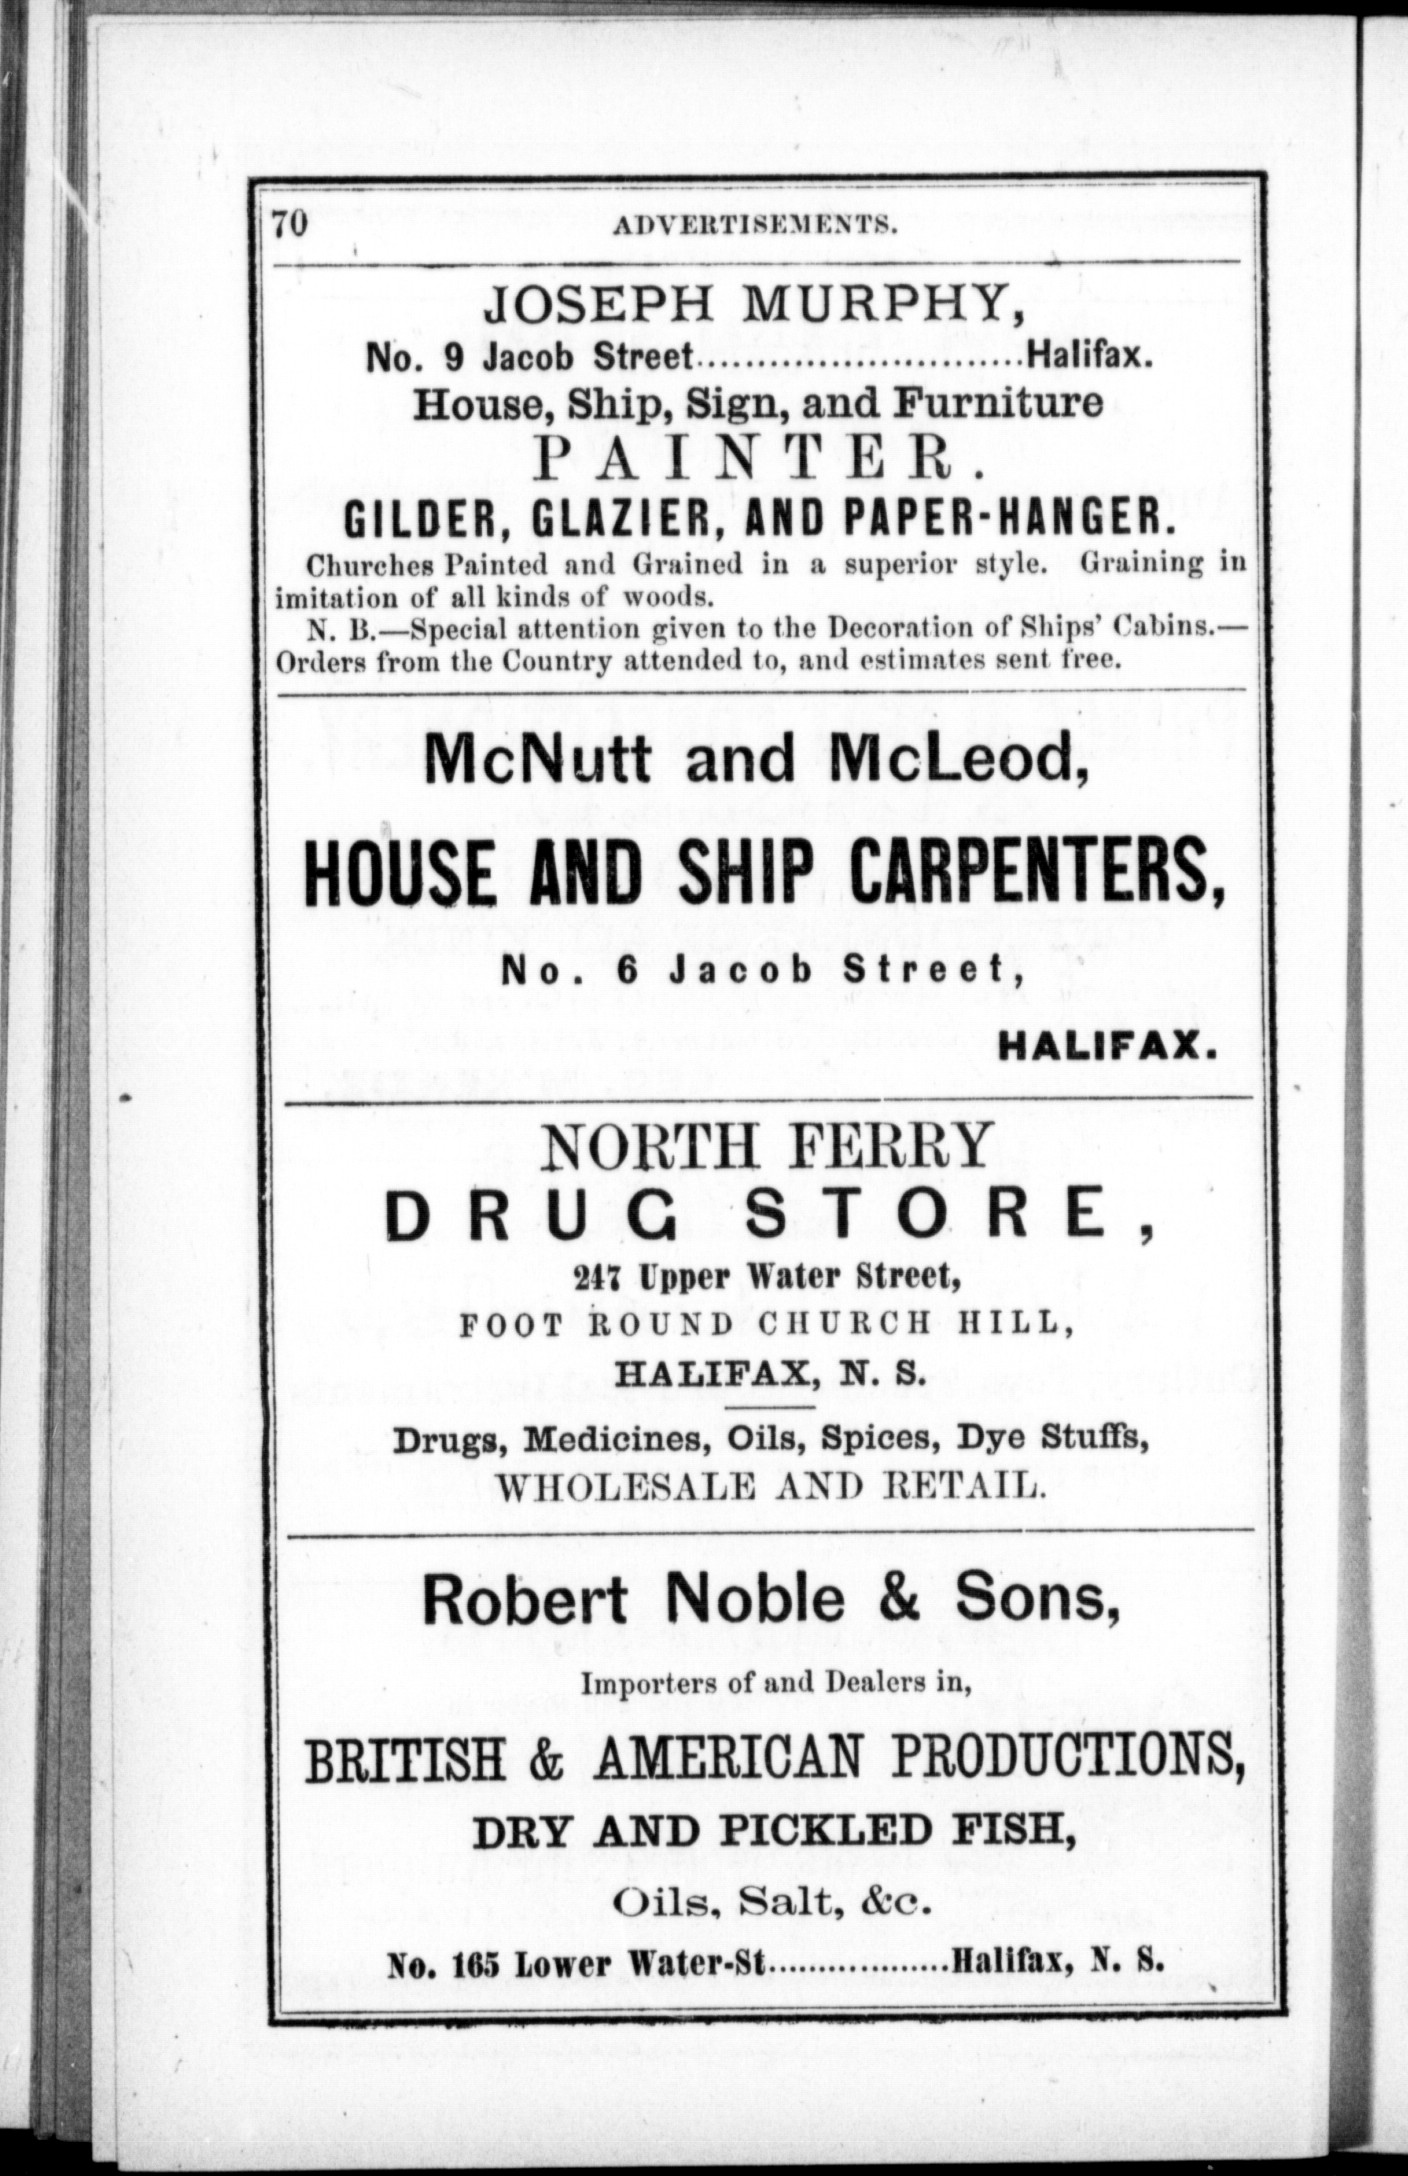 70 ADVERTISEMENTS.
JOSEPH MURPHY,
No. 9 Jacob Street...........................Halifax.
House, Ship, Sign, and Furniture
PAINTER.
GILDER, GLAZIER, AND PAPER-HANGER.
Churches Painted and Grained in a superior style. Graining in
imitation of all kinds of woods.
N. B.—Special attention given to the Decoration of Ships' Cabins.—
Orders from the Country attended to, and estimates sent free.
McNutt and McLeod,
HOUSE AND SHIP CARPENTERS,
No. 6 Jacob Street,
HALIFAX.
NORTH FERRY
DRUG STORE,
247 Upper Water Street,
FOOT ROUND CHURCH HILL,
HALIFAX, N. S.
Drugs, Medicines, Oils, Spices, Dye Stuffs,
WHOLESALE AND RETAIL.
Robert Noble & Sons,
Importers of and Dealers in,
BRITISH & AMERICAN PRODUCTIONS,
DRY AND PICKLED FISH,
Oils, Salt, &c.
No. 165 Lower Water-St..................Halifax, N. S.